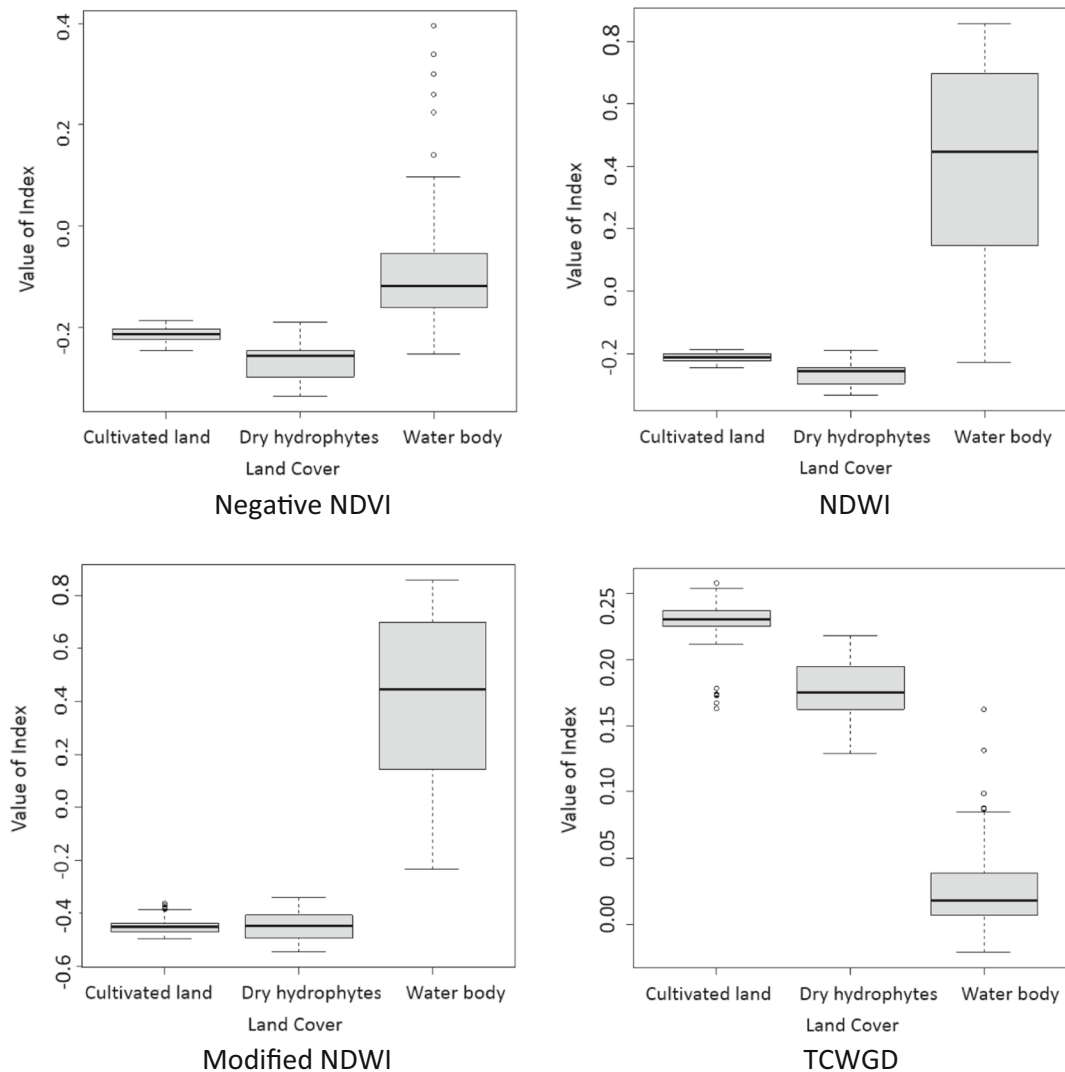 0.4
0.2
0.0
-0.2
Value of Index
Cultivated land Dry hydrophytes Water body
Land Cover
Negative NDVI
0.8
0.6
0.4
0.2
0.0
-0.2
Value of Index
Cultivated land Dry hydrophytes Water body
Land Cover
NDWI
0.8
0.6
0.4
0.2
0.0
-0.2
-0.4
-0.6
Value of Index
Cultivated land Dry hydrophytes Water body
Land Cover
Modified NDWI
0.25
0.20
0.15
0.10
0.05
0.00
Value of Index
Cultivated land Dry hydrophytes Water body
Land Cover
TCWGD